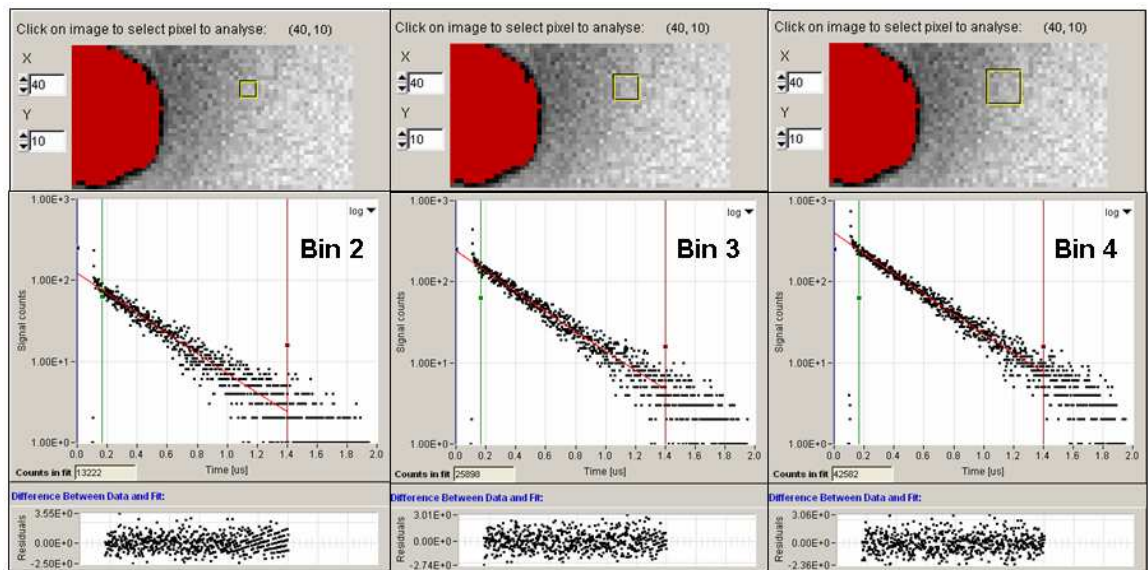 Click on image to select pixel to analyse: (40, 10)
X
40
Y
10
Click on image to select pixel to analyse: (40, 10)
X
40
Y
10
Click on image to select pixel to analyse: (40, 10)
X
40
Y
10
1.00E+3
log
Bin 2
1.00E+2
Signal counts
1.00E+1
1.00E+0
0.0 0.2 0.4 0.6 0.8 1.0 1.2 1.4 1.6 1.8 2.0
Time [us]
Counts in fit 13222
1.00E+3
log
Bin 3
1.00E+2
Signal counts
1.00E+1
1.00E+0
0.0 0.2 0.4 0.6 0.8 1.0 1.2 1.4 1.6 1.8 2.0
Time [us]
Counts in fit 25898
1.00E+3
log
Bin 4
1.00E+2
Signal counts
1.00E+1
1.00E+0
0.0 0.2 0.4 0.6 0.8 1.0 1.2 1.4 1.6 1.8 2.0
Time [us]
Counts in fit 42582
Difference Between Data and Fit:
3.55E+0
Residuals
0.00E+0
-2.50E+0
Difference Between Data and Fit:
3.01E+0
Residuals
0.00E+0
-2.74E+0
Difference Between Data and Fit:
3.06E+0
Residuals
0.00E+0
-2.36E+0